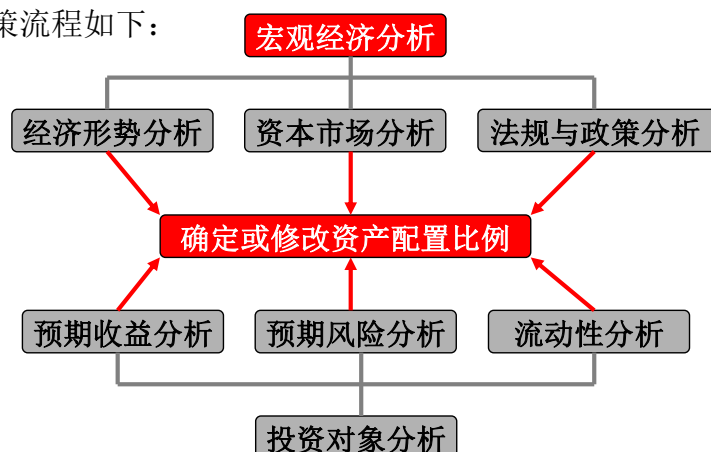 策流程如下：
宏观经济分析
经济形势分析 资本市场分析 法规与政策分析
确定或修改资产配置比例
预期收益分析 预期风险分析 流动性分析
投资对象分析